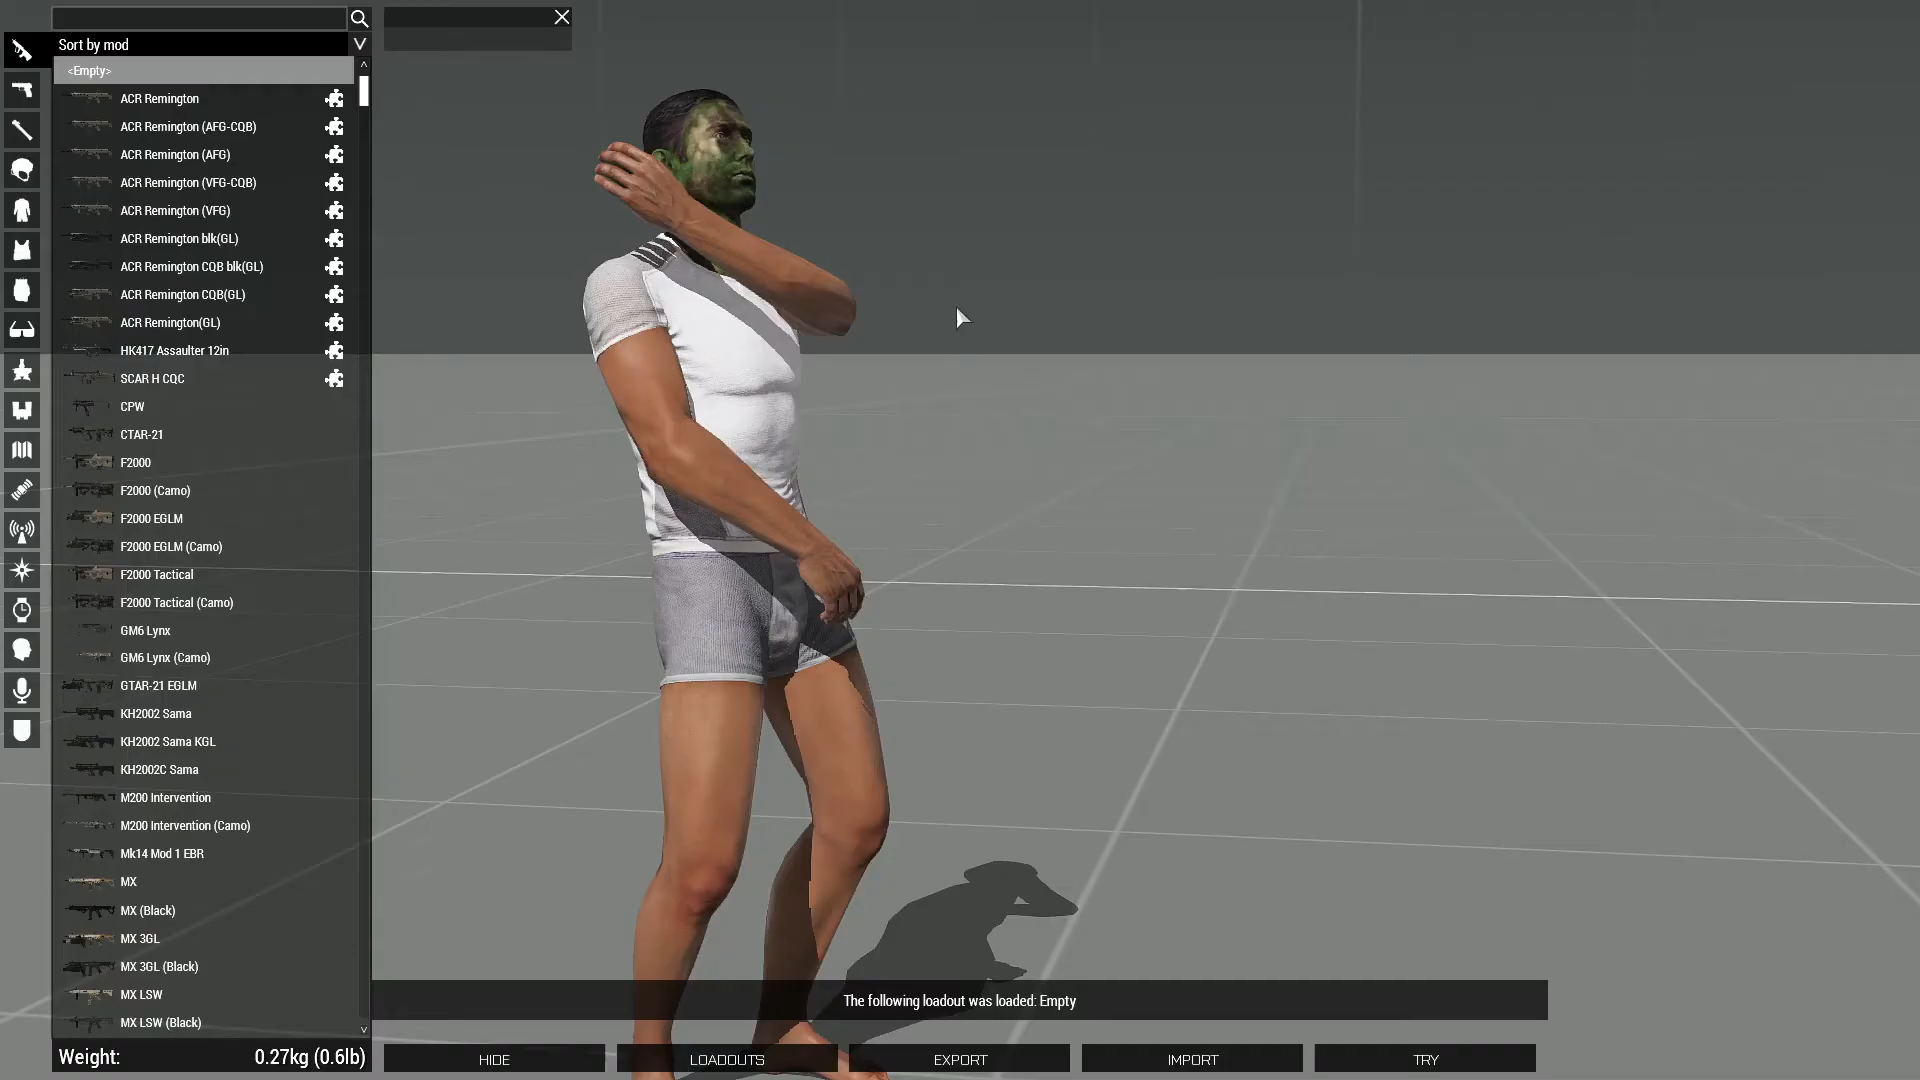 Sort by mod
<Empty>
ACR Remington
ACR Remington (AFG-CQB)
ACR Remington (AFG)
ACR Remington (VFG-CQB)
ACR Remington (VFG)
ACR Remington blk(GL)
ACR Remington CQB blk(GL)
ACR Remington CQB(GL)
ACR Remington(GL)
HK417 Assaulter 12in
SCAR H CQC
CPW
CTAR-21
F2000
F2000 (Camo)
F2000 EGLM
F2000 EGLM (Camo)
F2000 Tactical
F2000 Tactical (Camo)
GM6 Lynx
GM6 Lynx (Camo)
GTAR-21 EGLM
KH2002 Sama
KH2002 Sama KGL
KH2002C Sama
M200 Intervention
M200 Intervention (Camo)
Mk14 Mod 1 EBR
MX
MX (Black)
MX 3GL
MX 3GL (Black)
MX LSW
MX LSW (Black)
The following loadout was loaded: Empty
Weight: 0.27kg (0.6lb)
HIDE LOADOUTS EXPORT IMPORT TRY